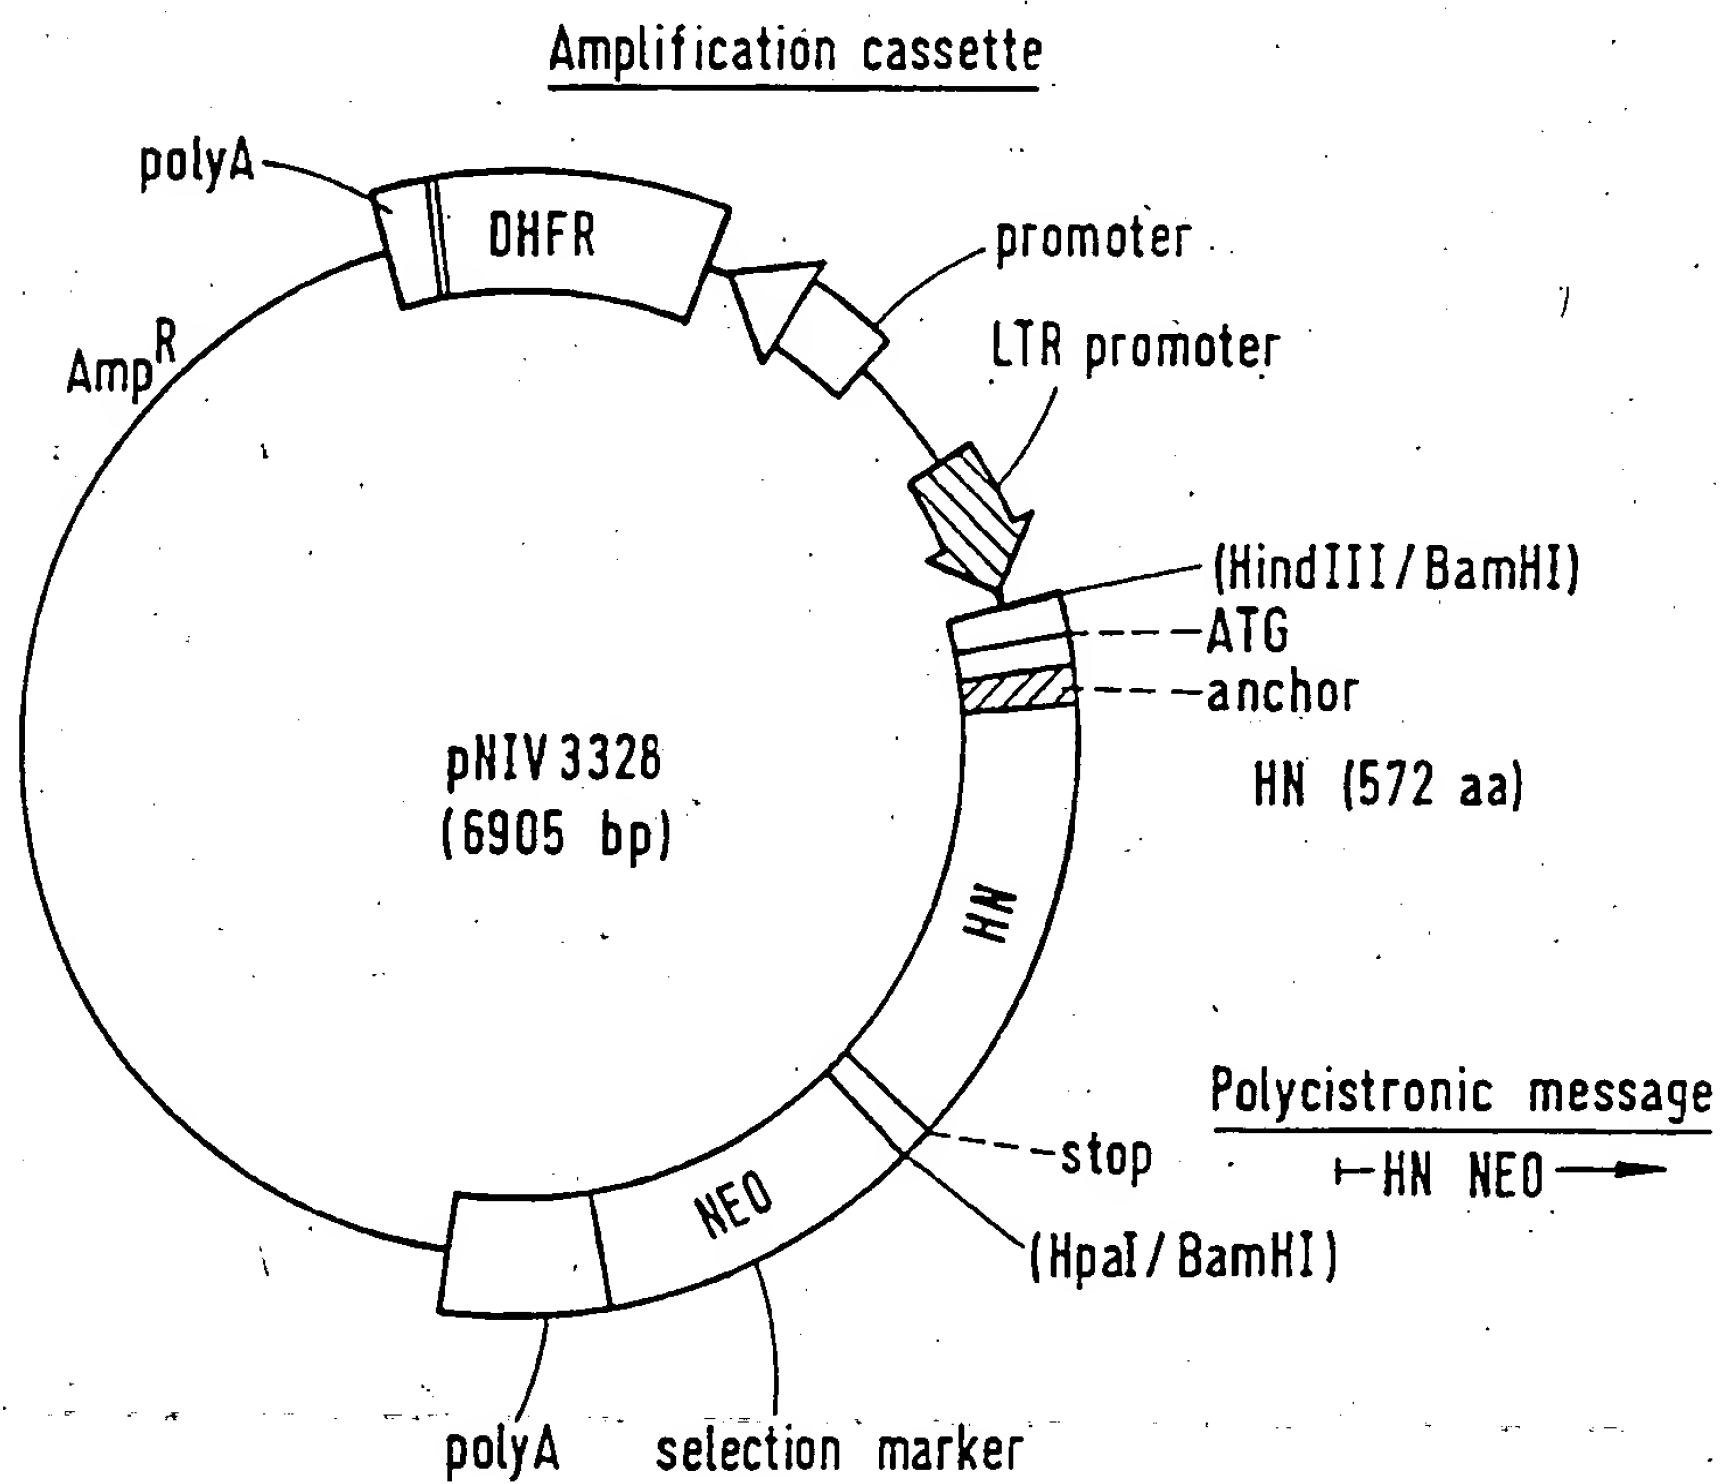 Amplification cassette
polyA
DHFR
promoter
Amp^R
LTR promoter
(HindIII/BamHI)
ATG
anchor
pNIV 3328
(6905 bp)
HN (572 aa)
HN
Polycistronic message
HN NEO
stop
NEO
(HpaI/BamHI)
polyA
selection marker